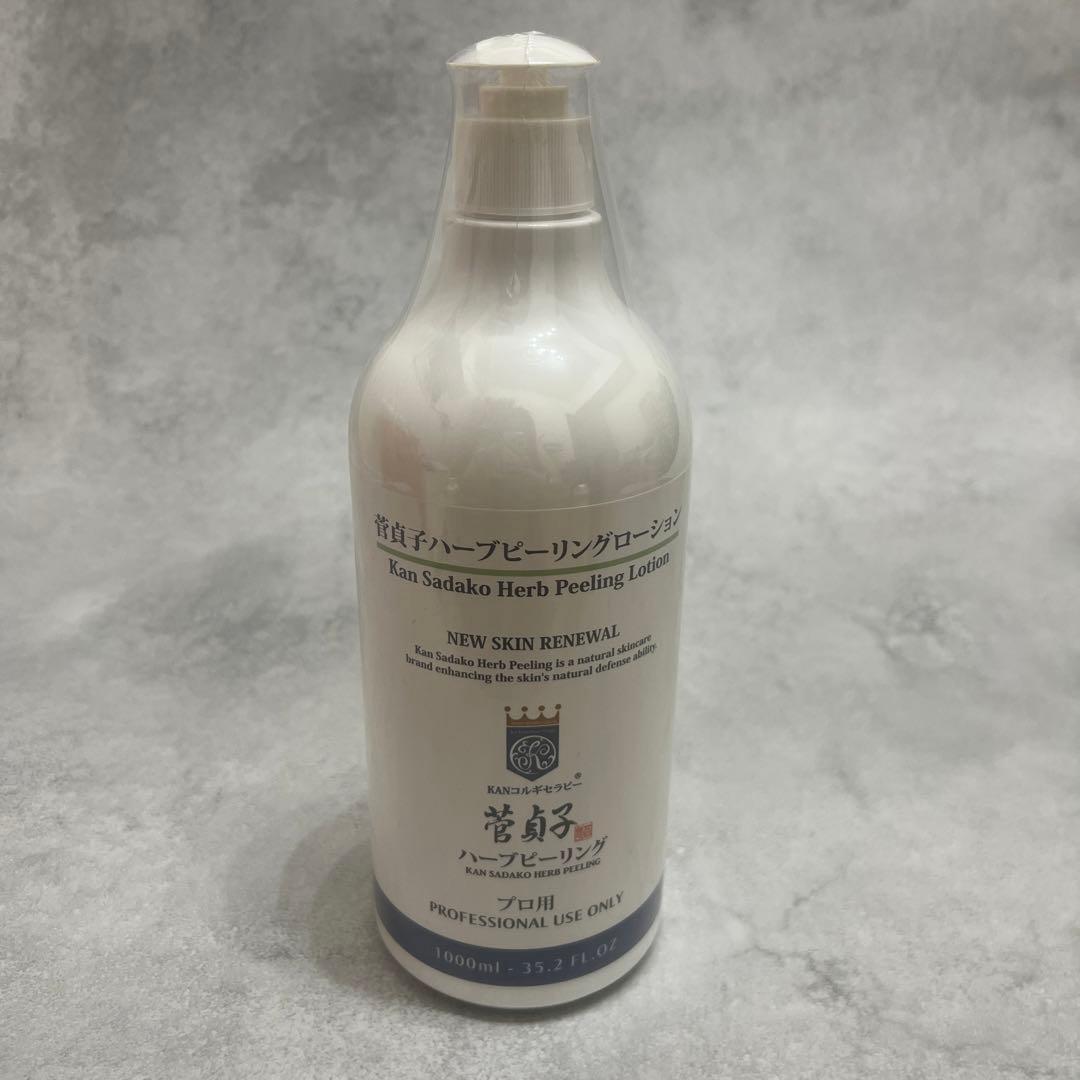 菅貞子ハーブピーリングローション
Kan Sadako Herb Peeling Lotion
NEW SKIN RENEWAL
Kan Sadako Herb Peeling is a natural skincare
brand enhancing the skin's natural defense ability.
KANコルギセラピー®
菅貞子
ハーブピーリング
KAN SADAKO HERB PEELING
プロ用
PROFESSIONAL USE ONLY
1000ml - 35.2 FL.OZ